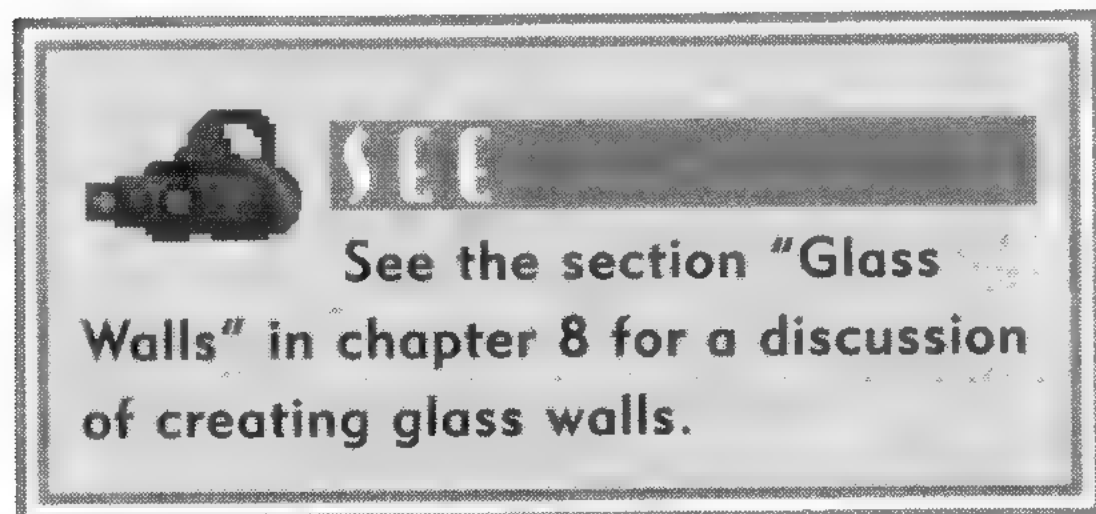 SEE
See the section "Glass
Walls" in chapter 8 for a discussion
of creating glass walls.